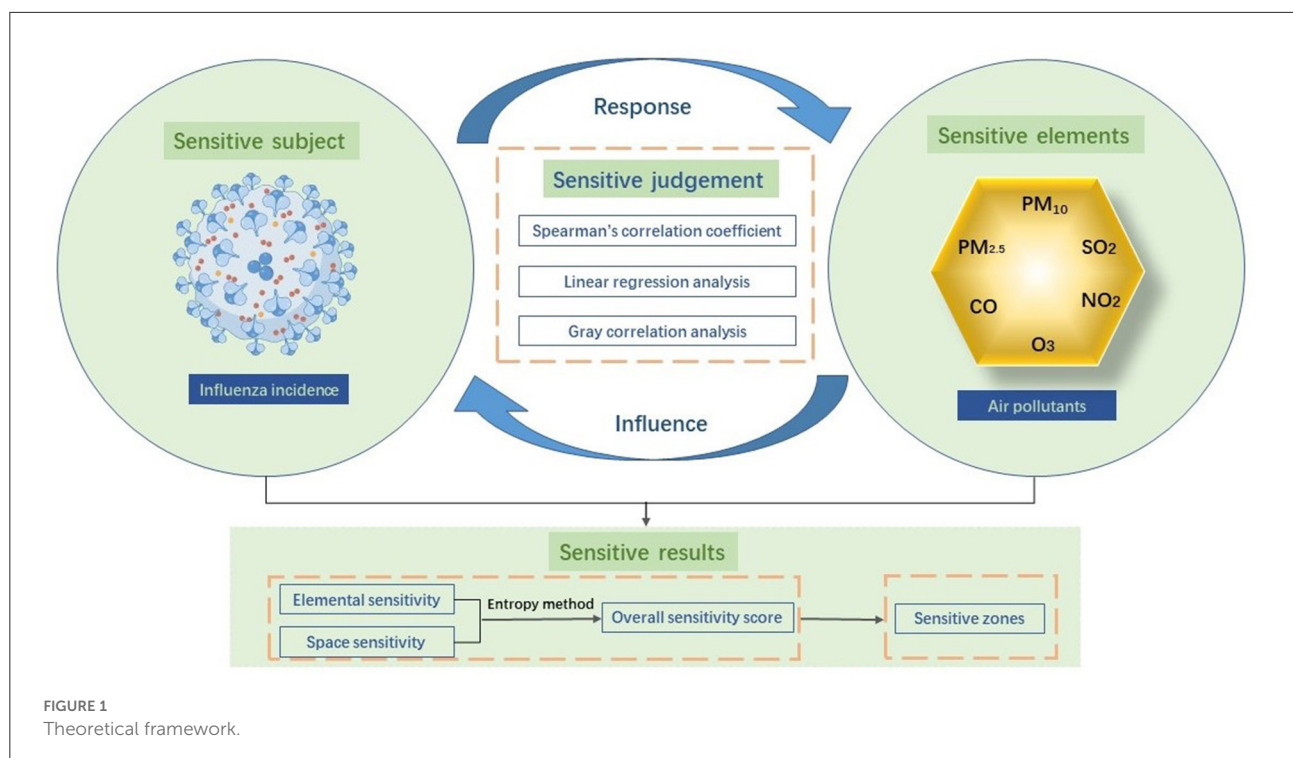 Sensitive subject
Influenza incidence
Response
Sensitive judgement
Spearman's correlation coefficient
Linear regression analysis
Gray correlation analysis
Influence
Sensitive elements
PM₁₀
PM₂.₅
SO₂
CO
NO₂
O₃
Air pollutants
Sensitive results
Elemental sensitivity
Space sensitivity
Entropy method
Overall sensitivity score
Sensitive zones
FIGURE 1
Theoretical framework.